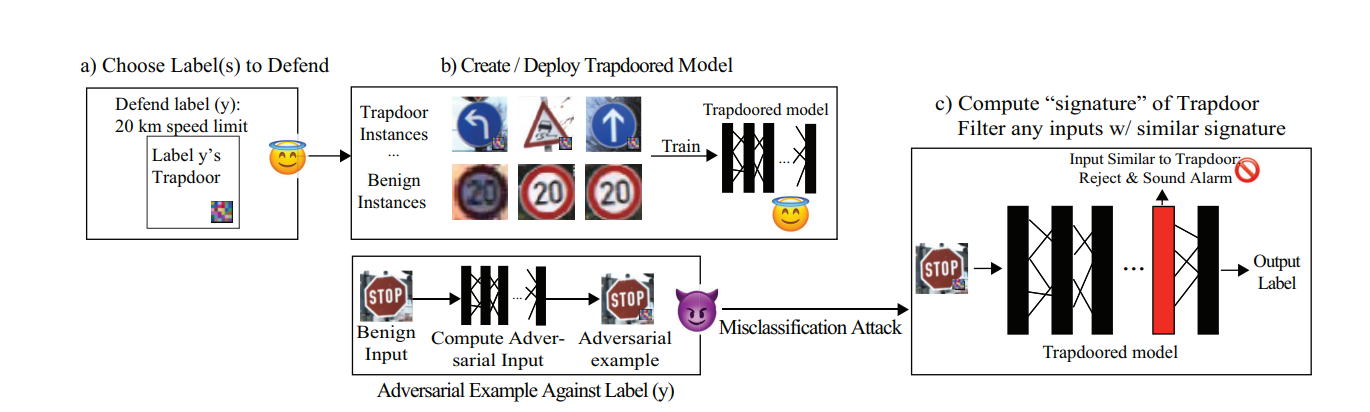 a) Choose Label(s) to Defend
Defend label (y):
20 km speed limit
Label y's
Trapdoor
b) Create / Deploy Trapdoored Model
Trapdoor
Instances
...
Benign
Instances
20
20
20
Train
Trapdoored model
...
STOP
Benign
Input
...
Compute Adver-
sarial Input
STOP
Adversarial
example
Adversarial Example Against Label (y)
Misclassification Attack
c) Compute “signature” of Trapdoor
Filter any inputs w/ similar signature
Input Similar to Trapdoor:
Reject & Sound Alarm
STOP
...
Output
Label
Trapdoored model